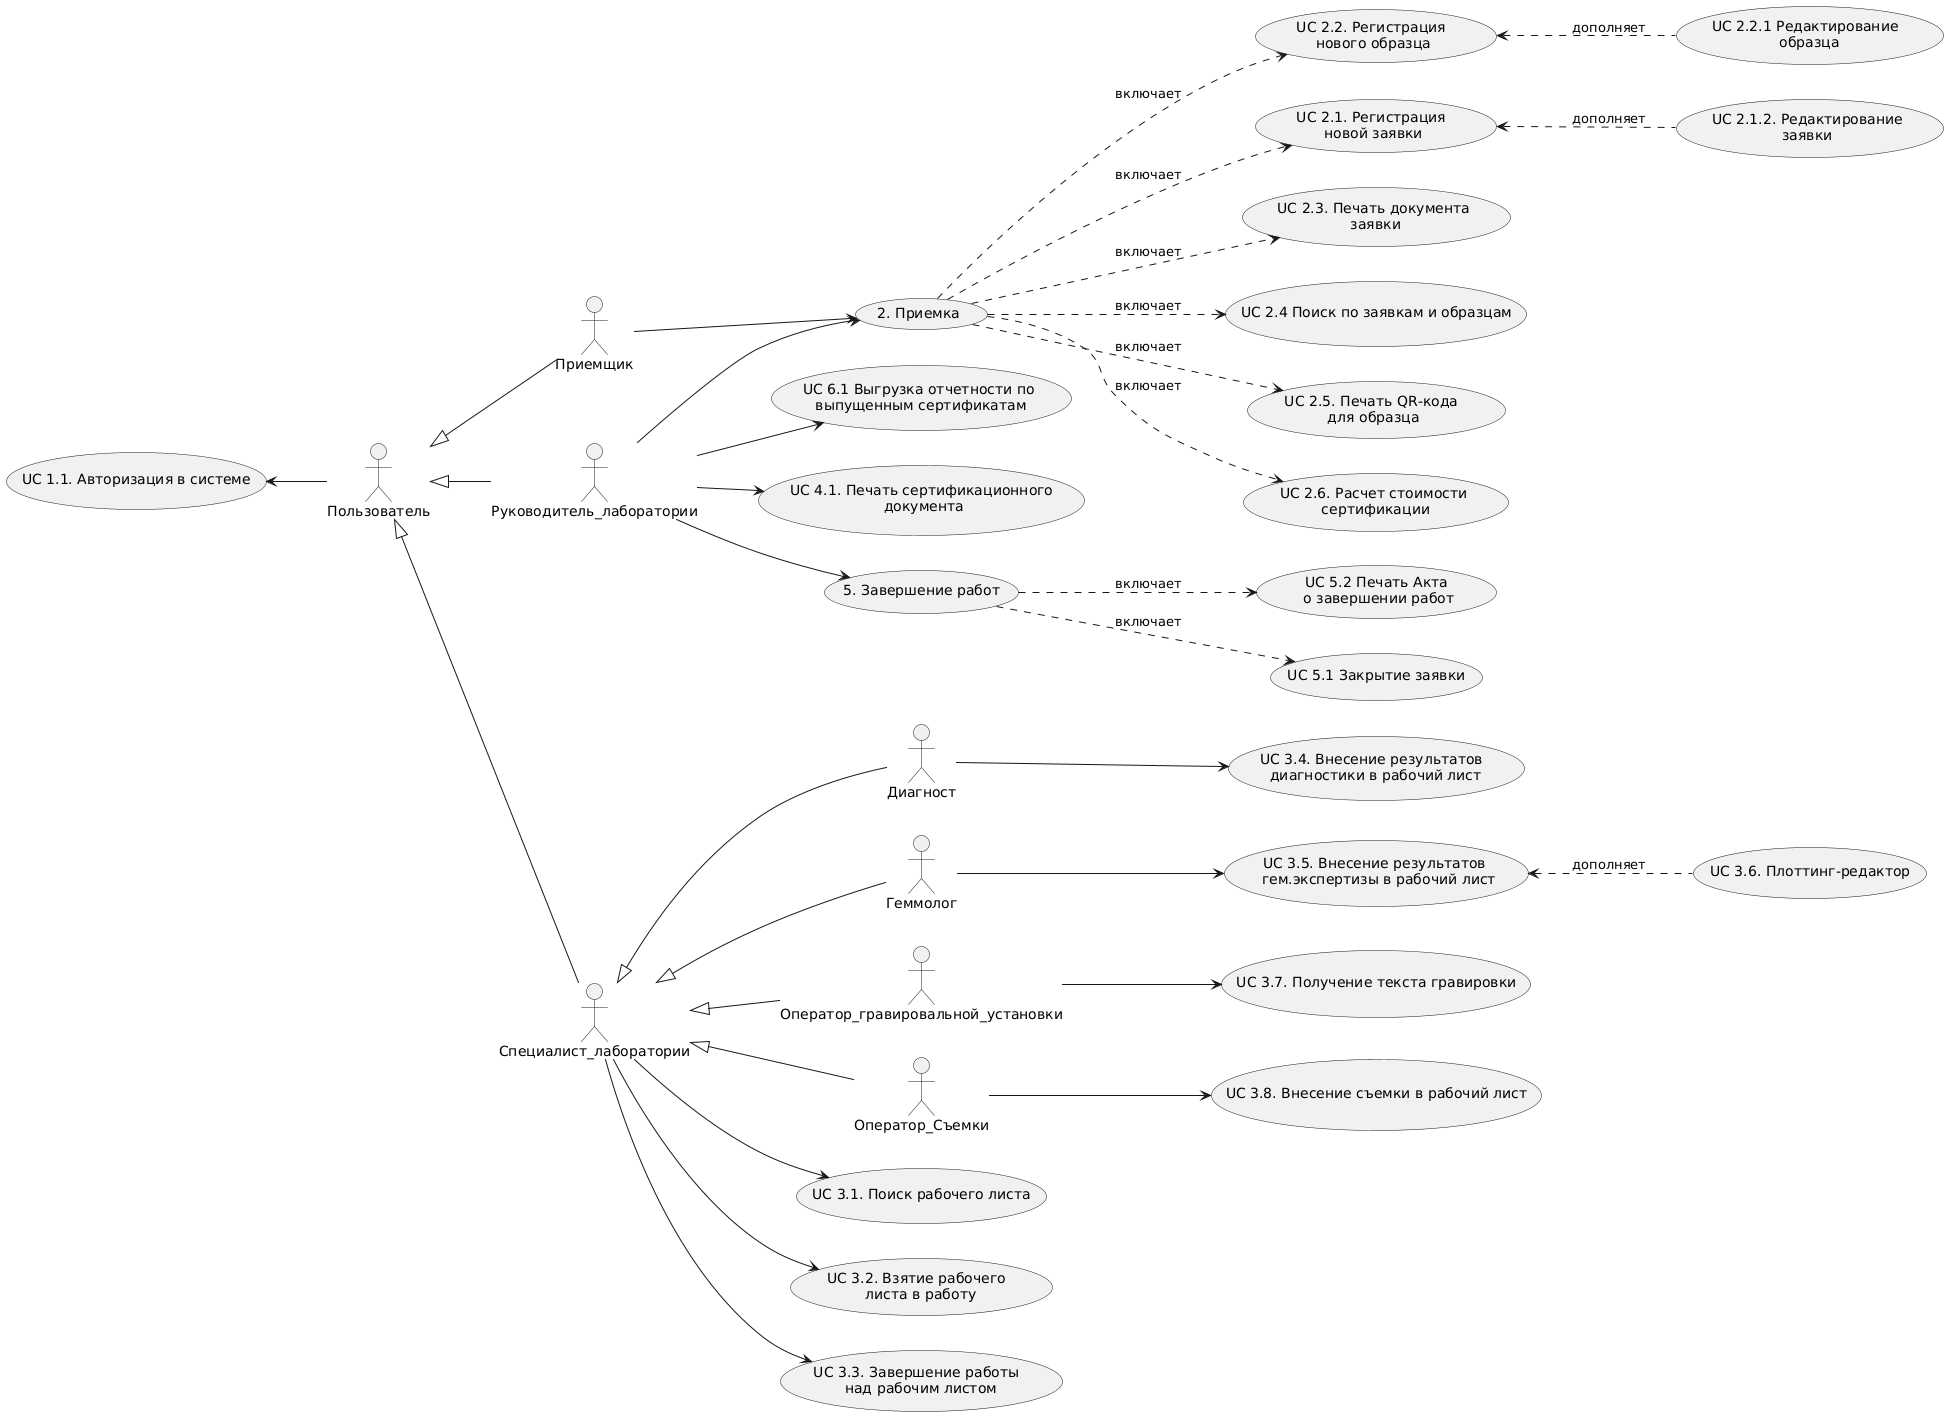 UC 2.2. Регистрация
нового образца
дополняет
UC 2.2.1 Редактирование
образца
включает
UC 2.1. Регистрация
новой заявки
дополняет
UC 2.1.2. Редактирование
заявки
включает
UC 2.3. Печать документа
заявки
включает
Приемщик
2. Приемка
включает
UC 2.4 Поиск по заявкам и образцам
включает
UC 2.5. Печать QR-кода
для образца
включает
UC 6.1 Выгрузка отчетности по
выпущенным сертификатам
UC 1.1. Авторизация в системе
Пользователь
Руководитель_лаборатории
UC 4.1. Печать сертификационного
документа
UC 2.6. Расчет стоимости
сертификации
5. Завершение работ
включает
UC 5.2 Печать Акта
о завершении работ
включает
UC 5.1 Закрытие заявки
Диагност
UC 3.4. Внесение результатов
диагностики в рабочий лист
Геммолог
UC 3.5. Внесение результатов
гем.экспертизы в рабочий лист
дополняет
UC 3.6. Плоттинг-редактор
Оператор_гравировальной_установки
UC 3.7. Получение текста гравировки
Специалист_лаборатории
Оператор_Съемки
UC 3.8. Внесение съемки в рабочий лист
UC 3.1. Поиск рабочего листа
UC 3.2. Взятие рабочего
листа в работу
UC 3.3. Завершение работы
над рабочим листом